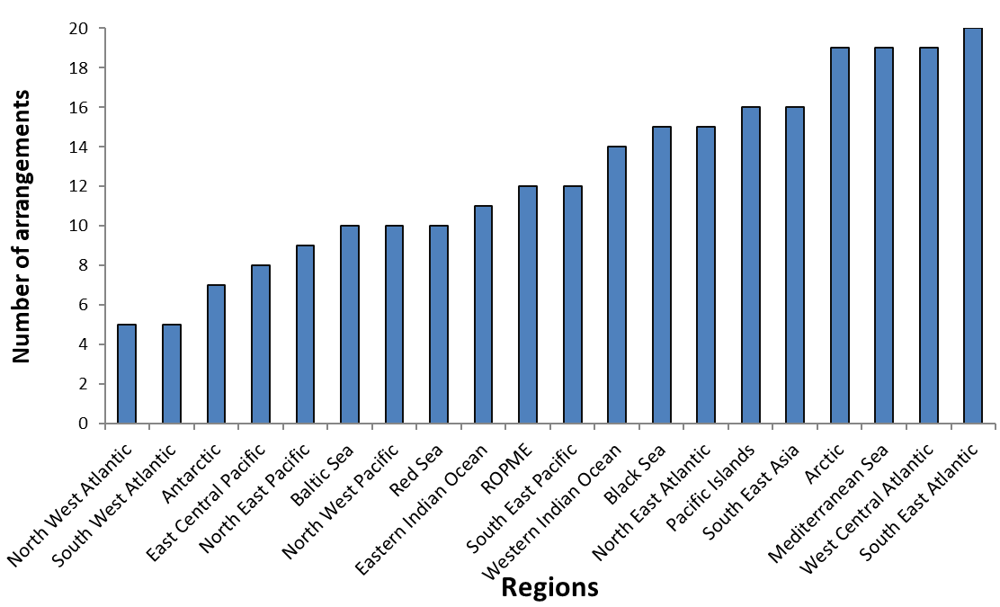 Number of arrangements
20
18
16
14
12
10
8
6
4
2
0
North West Atlantic
South West Atlantic
Antarctic
East Central Pacific
North East Pacific
Baltic Sea
North West Pacific
Red Sea
Eastern Indian Ocean
ROPME
South East Pacific
Western Indian Ocean
Black Sea
North East Atlantic
Pacific Islands
South East Asia
Arctic
Mediterranean Sea
West Central Atlantic
South East Atlantic
Regions